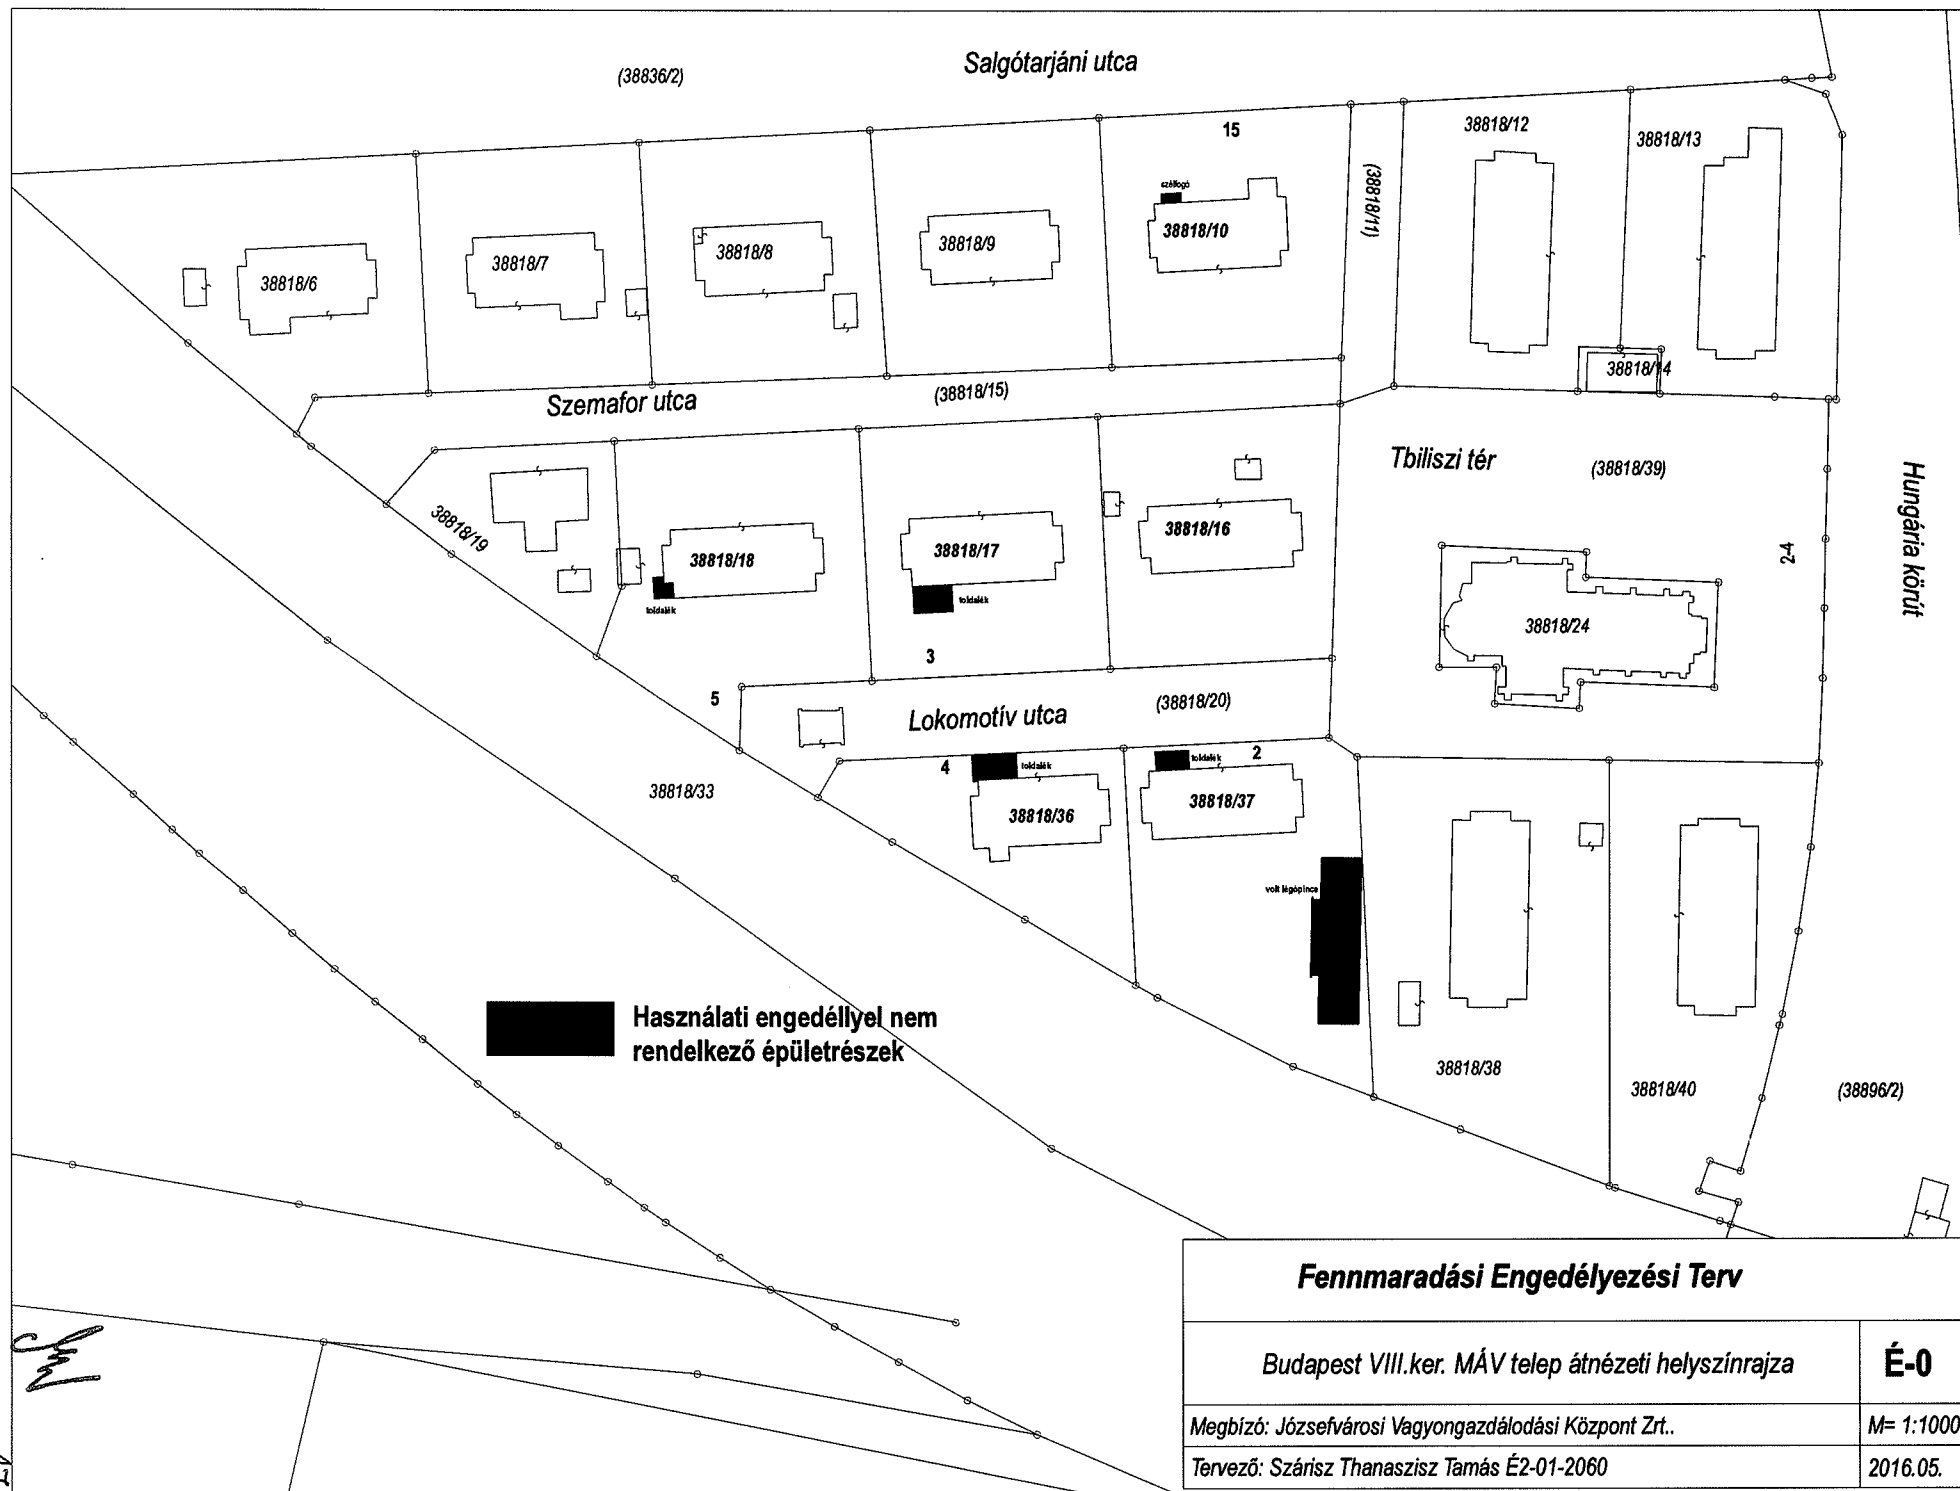 Salgótarjáni utca
(38836/2)
15
38818/12
38818/13
(38818/11)
szélfogó
38818/10
38818/9
38818/8
38818/7
38818/6
38818/14
(38818/15)
Szemafor utca
Tbiliszi tér
(38818/39)
Hungária körút
2-4
38818/19
38818/18
toldalék
38818/17
toldalék
38818/16
38818/24
3
5
(38818/20)
Lokomotív utca
4
toldalék
toldalék
2
38818/33
38818/36
38818/37
volt légópince
Használati engedéllyel nem
rendelkező épületrészek
38818/38
38818/40
(38896/2)
Fennmaradási Engedélyezési Terv
Budapest VIII.ker. MÁV telep átnézeti helyszínrajza
É-0
Megbízó: Józsefvárosi Vagyongazdálodási Központ Zrt..
M= 1:1000
Tervező: Szárisz Thanaszisz Tamás É2-01-2060
2016.05.